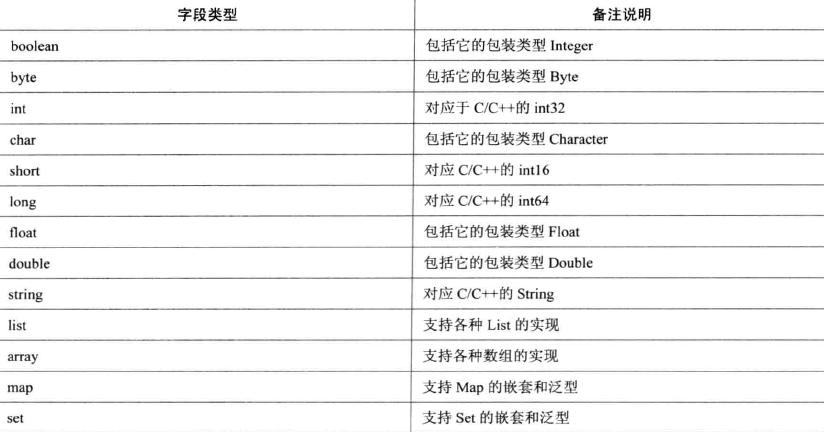 字段类型 备注说明
boolean 包括它的包装类型 Integer
byte 包括它的包装类型 Byte
int 对应于 C/C++的 int32
char 包括它的包装类型 Character
short 对应 C/C++的 int16
long 对应 C/C++的 int64
float 包括它的包装类型 Float
double 包括它的包装类型 Double
string 对应 C/C++的 String
list 支持各种 List 的实现
array 支持各种数组的实现
map 支持 Map 的嵌套和泛型
set 支持 Set 的嵌套和泛型